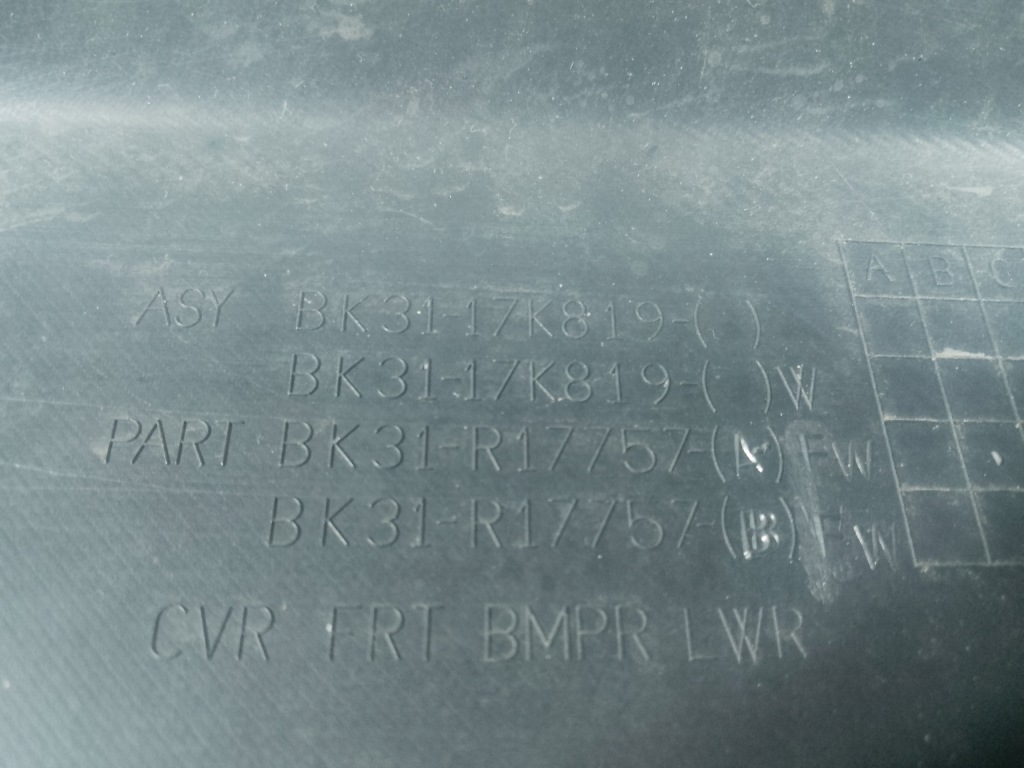 ASY BK31-17K819-( )
BK31-17K819-( )W
PART BK31-R17757-(A)FW
BK31-R17757-(B)FW
CVR FRT BMPR LWR
A B C